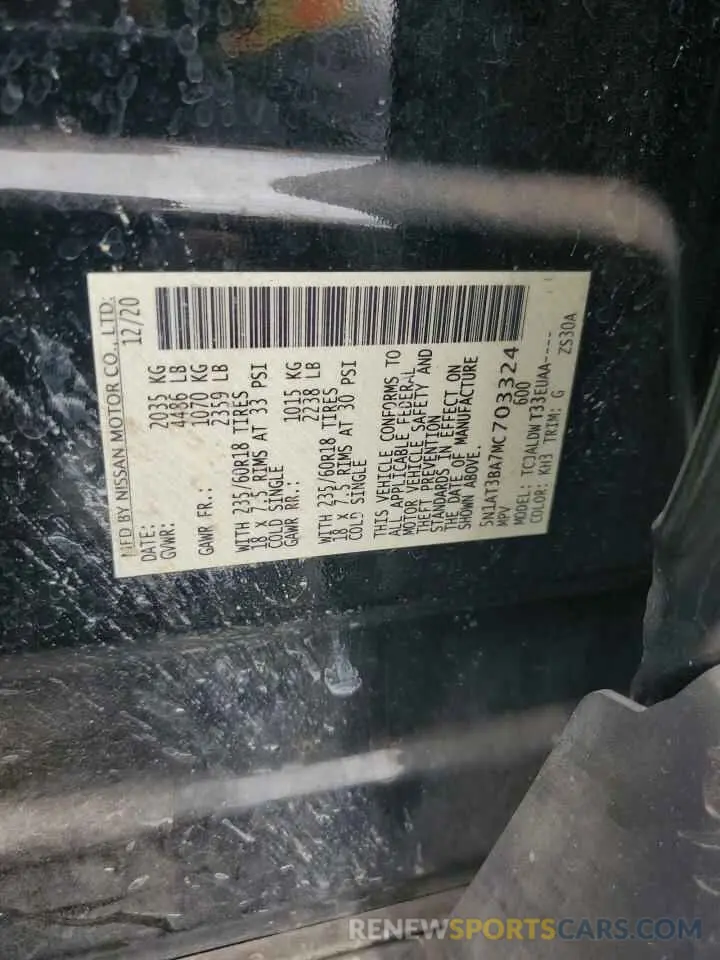 MFD BY NISSAN MOTOR CO., LTD.
DATE: 12/20
GVWR: 2035 KG
4486 LB
GAWR FR.: 1070 KG
2359 LB
WITH 235/60R18 TIRES
18 X 7.5 RIMS AT 33 PSI
COLD SINGLE
GAWR RR.: 1015 KG
2238 LB
WITH 235/60R18 TIRES
18 X 7.5 RIMS AT 30 PSI
COLD SINGLE
THIS VEHICLE CONFORMS TO
ALL APPLICABLE FEDERAL
MOTOR VEHICLE SAFETY AND
THEFT PREVENTION
STANDARDS IN EFFECT ON
THE DATE OF MANUFACTURE
SHOWN ABOVE.
5N1AT3BA7MC703324
MPV 600
MODEL: TCJALDW T33EUAA----
COLOR: KH3 TRIM: G ZS30A
RENEWSPORTSCARS.COM